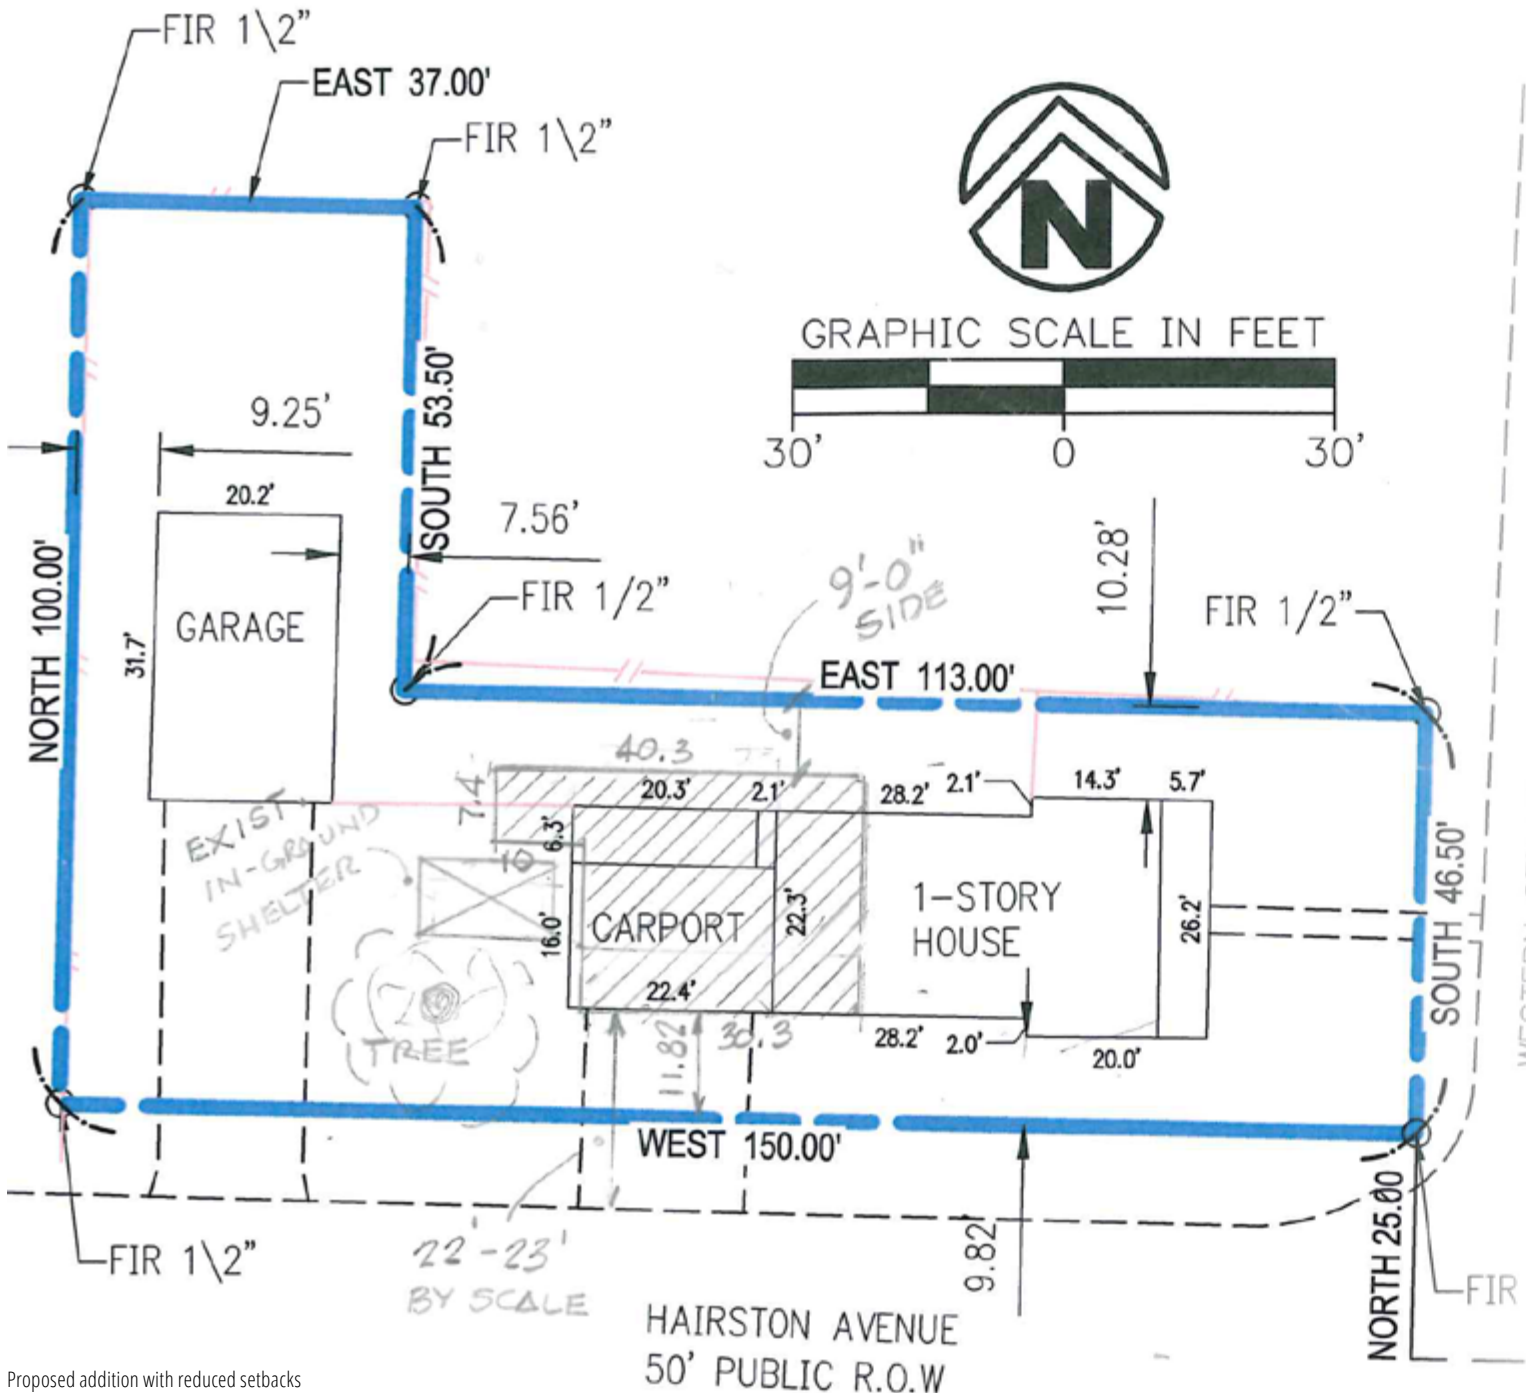 FIR 1\2”
EAST 37.00'
FIR 1\2”
N
GRAPHIC SCALE IN FEET
30'
0
30'
9.25'
20.2'
SOUTH 53.50'
7.56'
9'-0"
SIDE
10.28'
FIR 1/2”
FIR 1/2”
NORTH 100.00'
31.7'
GARAGE
EAST 113.00'
40.3
7.4
20.3'
2.1'
28.2'
2.1'
14.3'
5.7'
EXIST.
IN-GROUND
SHELTER
6.3'
10
16.0'
CARPORT
22.3'
1-STORY
HOUSE
26.2'
SOUTH 46.50'
22.4'
TREE
11.82
30.3
28.2'
2.0'
20.0'
WEST 150.00'
NORTH 25.00
FIR 1\2”
22'-23'
BY SCALE
9.82'
FIR
HAIRSTON AVENUE
50' PUBLIC R.O.W
Proposed addition with reduced setbacks